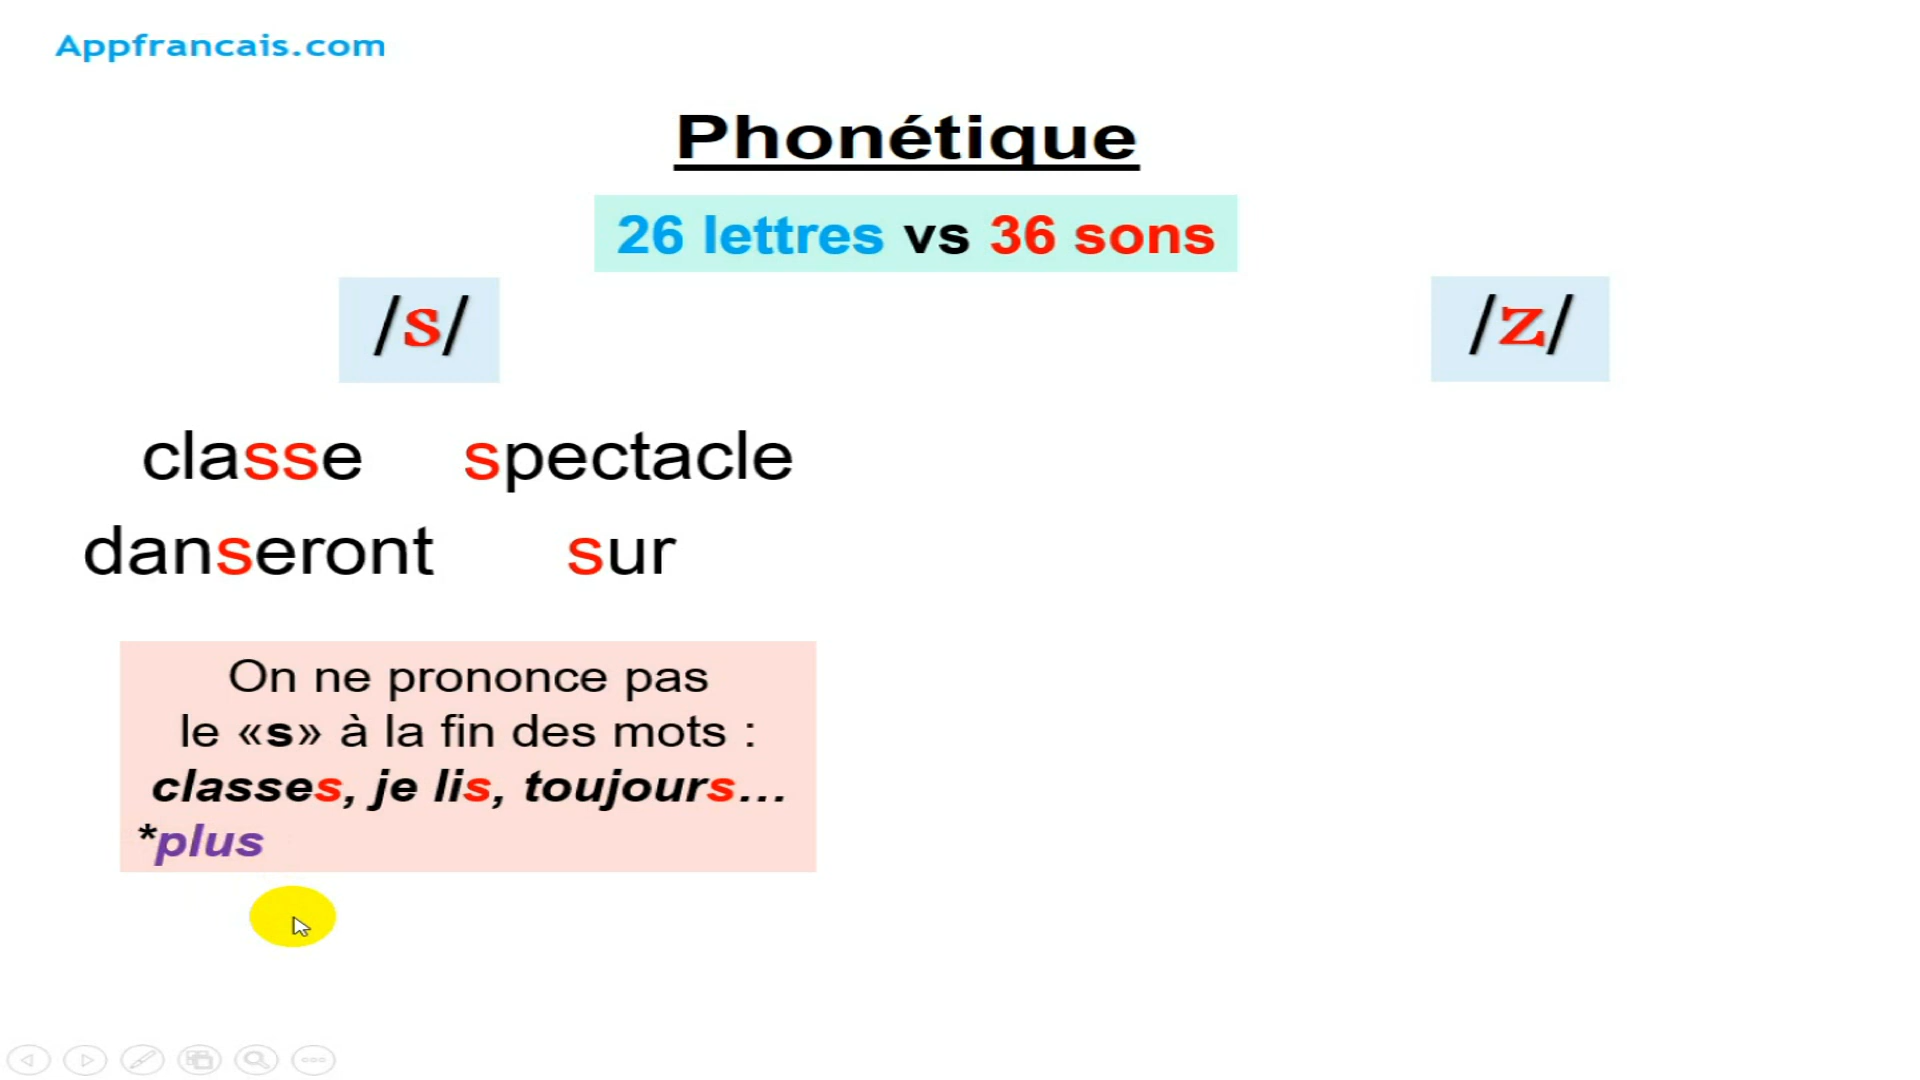 Appfrancais.com
Phonétique
26 lettres vs 36 sons
/s/
/z/
classe spectacle
danseront sur
On ne prononce pas
le «s» à la fin des mots :
classes, je lis, toujours…
*plus